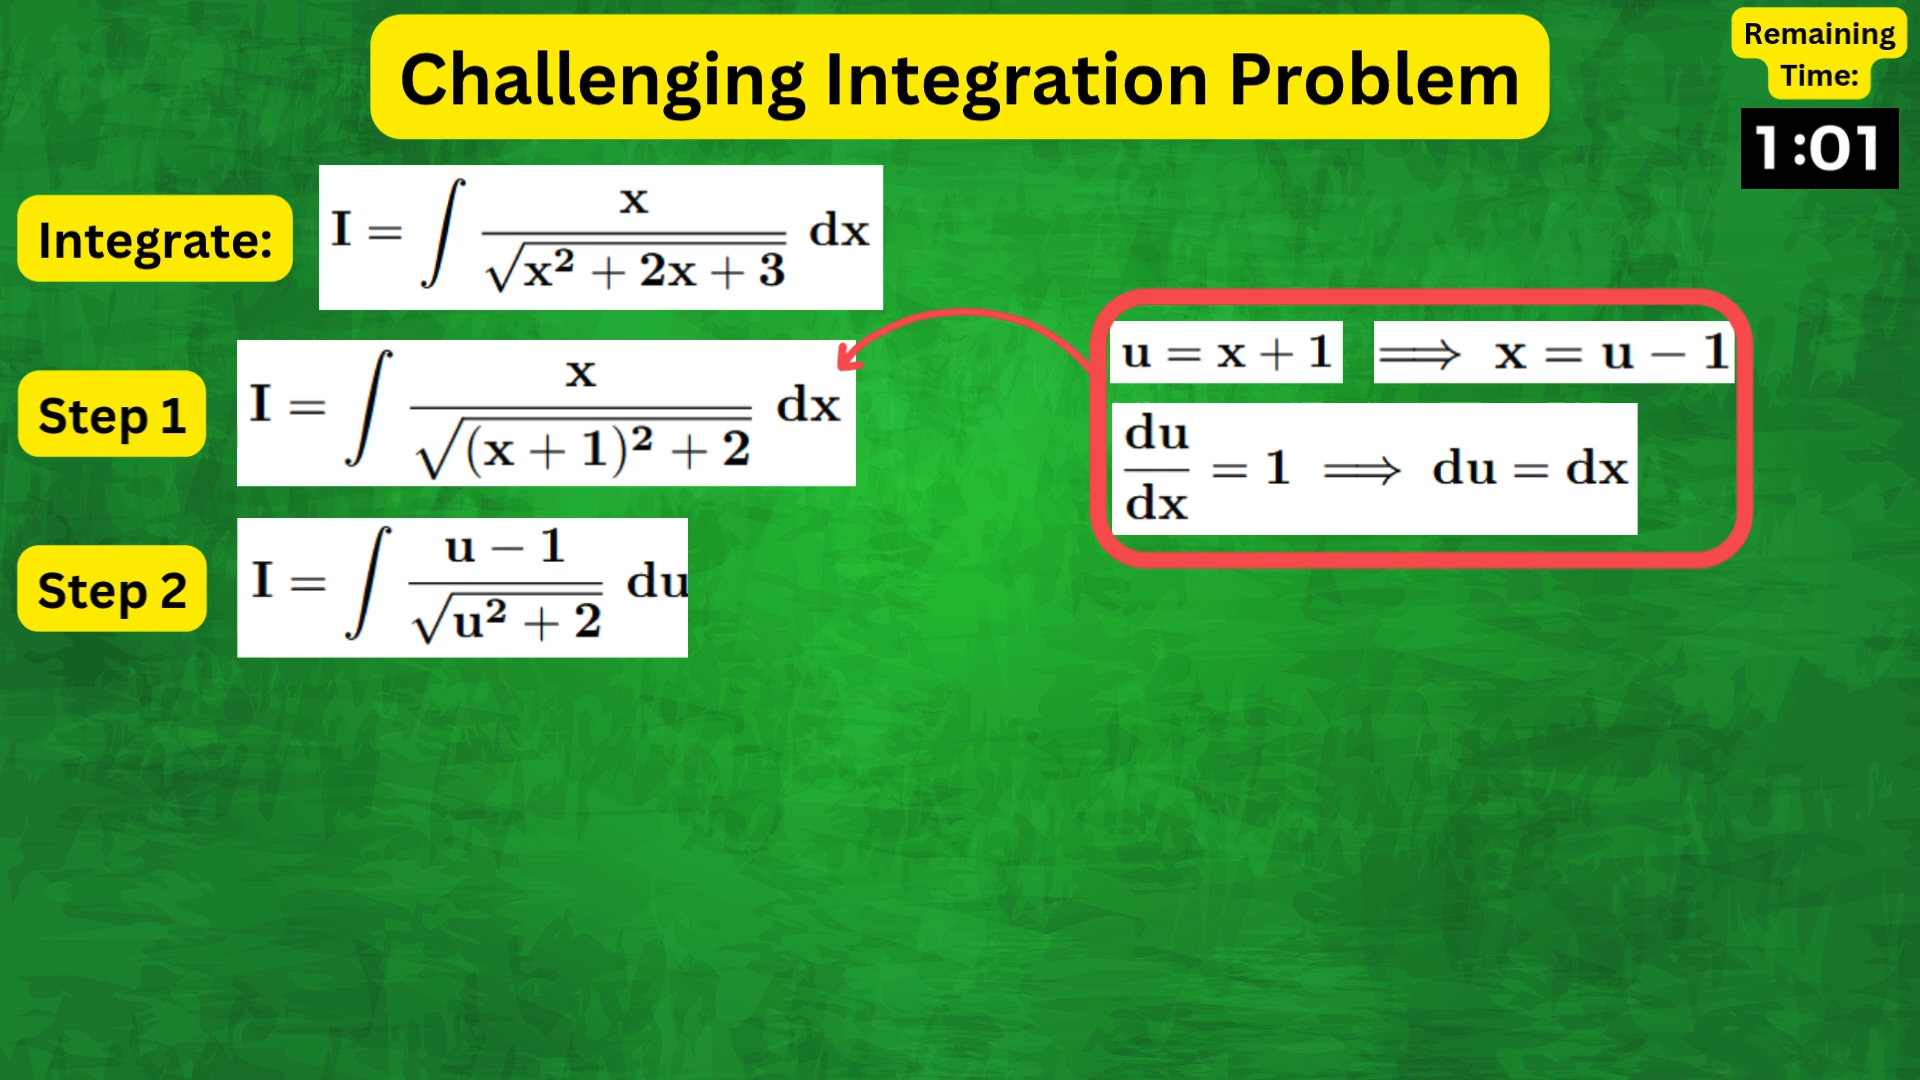 Challenging Integration Problem
Remaining
Time:
1:01
Integrate:
I = ∫ x / √(x² + 2x + 3) dx
Step 1
I = ∫ x / √((x + 1)² + 2) dx
u = x + 1 ⟹ x = u − 1
du/dx = 1 ⟹ du = dx
Step 2
I = ∫ (u − 1) / √(u² + 2) du